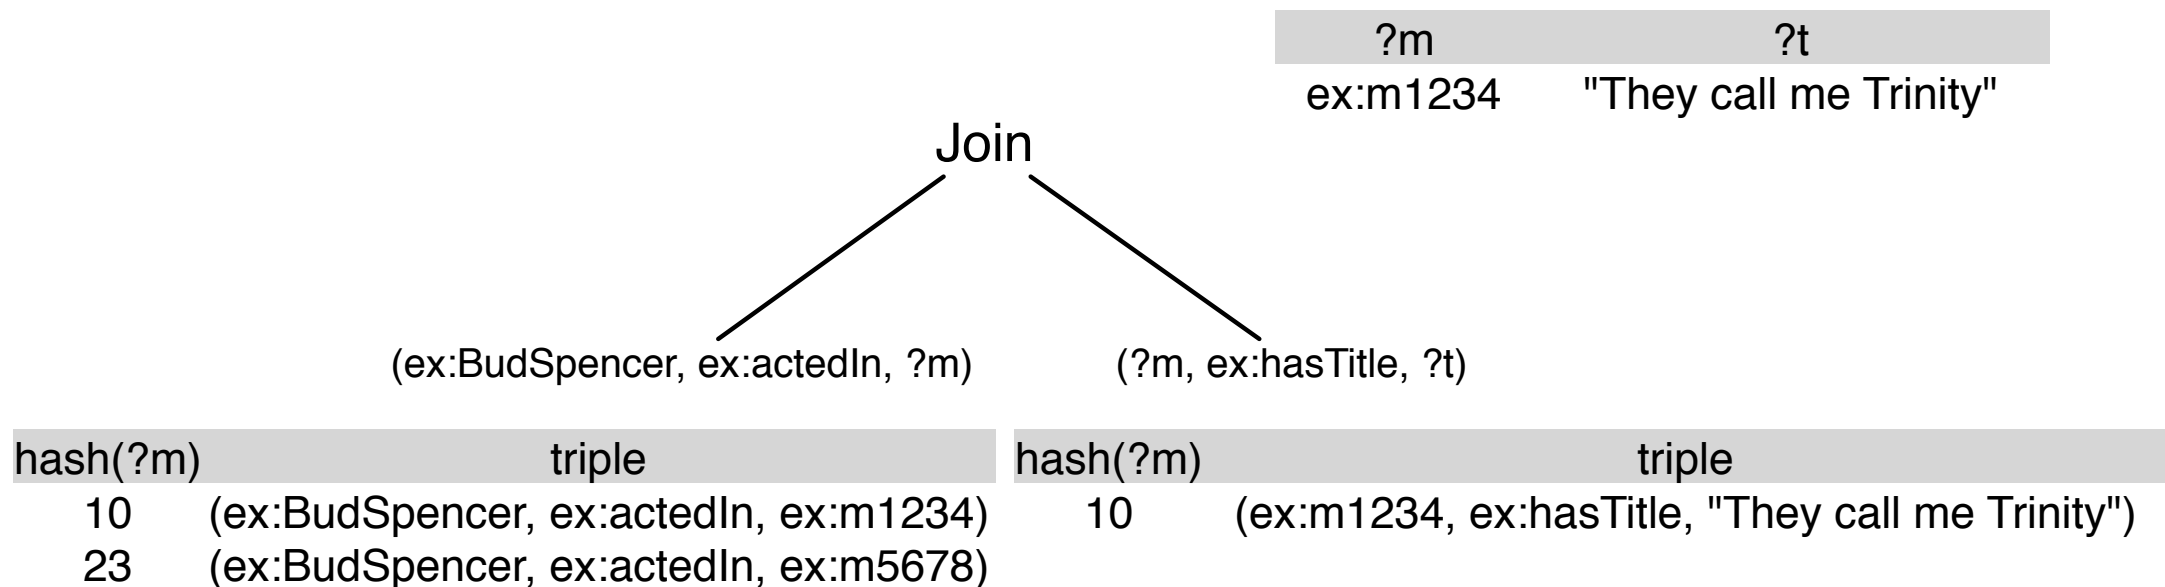 ?m ?t
ex:m1234 "They call me Trinity"
Join
(ex:BudSpencer, ex:actedIn, ?m) (?m, ex:hasTitle, ?t)
hash(?m) triple hash(?m) triple
10 (ex:BudSpencer, ex:actedIn, ex:m1234) 10 (ex:m1234, ex:hasTitle, "They call me Trinity")
23 (ex:BudSpencer, ex:actedIn, ex:m5678)